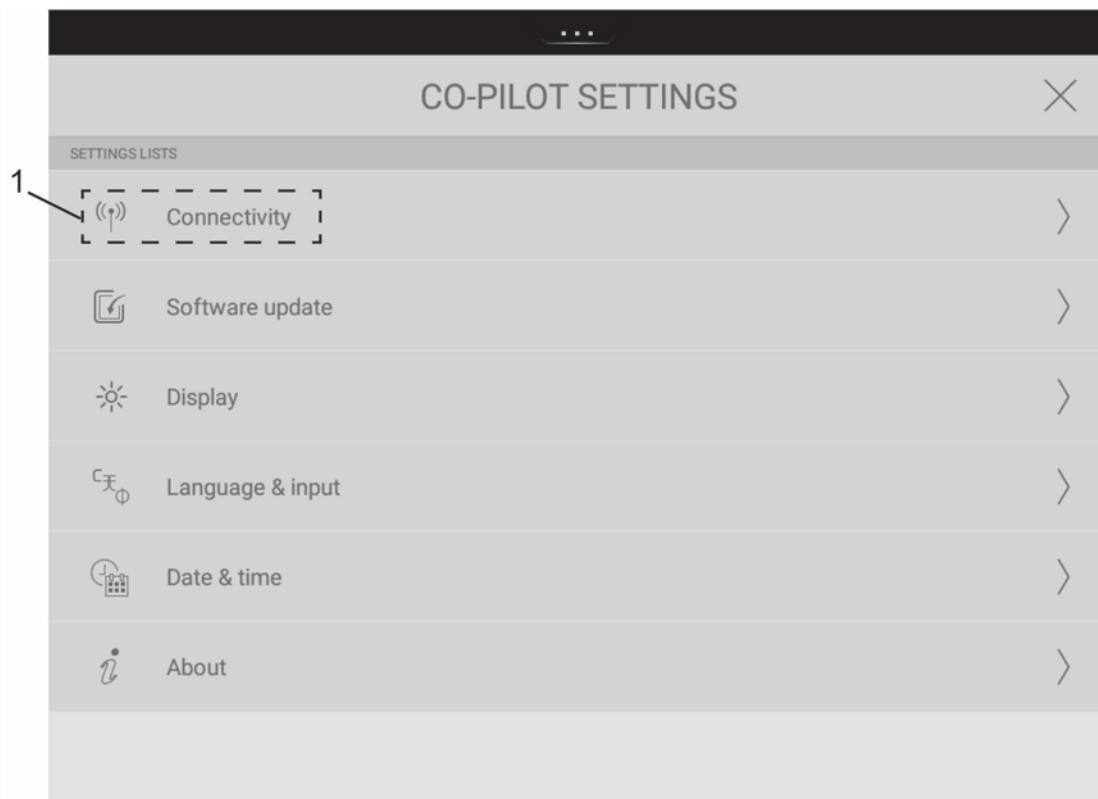 CO-PILOT SETTINGS
SETTINGS LISTS
1
Connectivity
Software update
Display
Language & input
Date & time
About